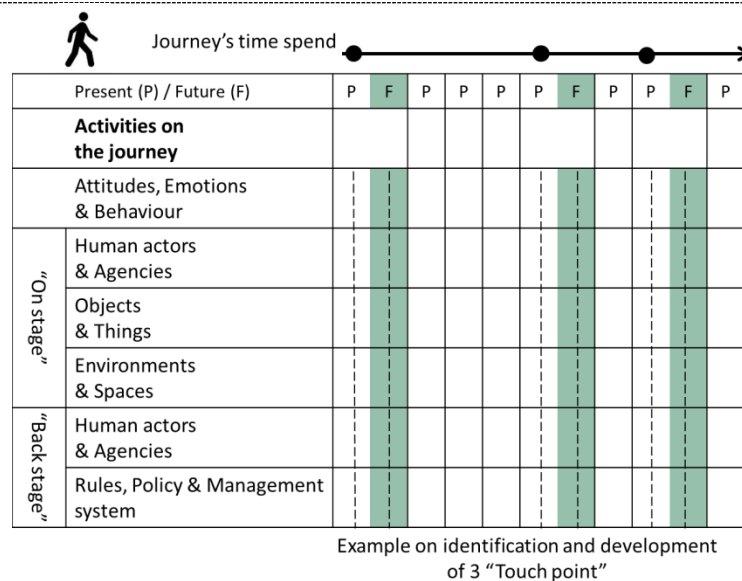 Journey's time spend
Present (P) / Future (F) P F P P P P F P P F P
Activities on
the journey
Attitudes, Emotions
& Behaviour
"On stage"
Human actors
& Agencies
Objects
& Things
Environments
& Spaces
"Back stage"
Human actors
& Agencies
Rules, Policy & Management
system
Example on identification and development
of 3 "Touch point"